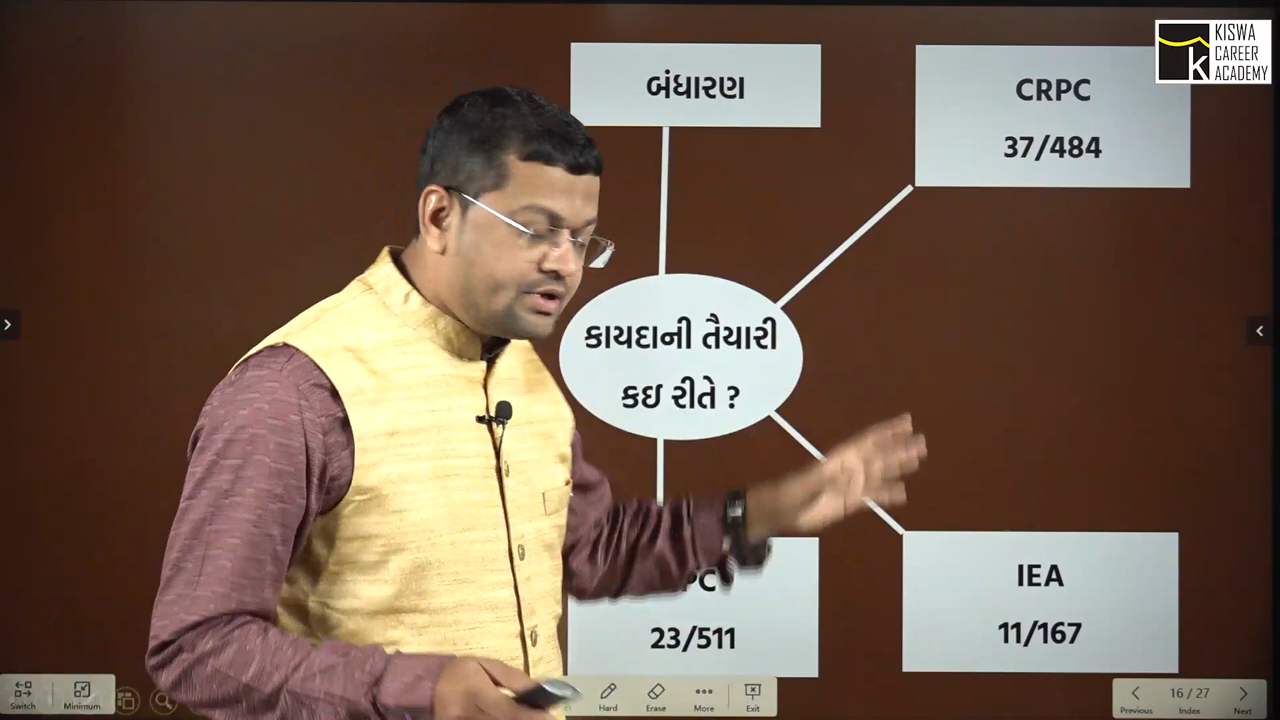 KISWA
CAREER
ACADEMY
બંધારણ
CRPC
37/484
કાયદાની તૈયારી
કઇ રીતે ?
23/511
IEA
11/167
Switch
Minimum
Hard
Erase
More
Exit
Previous
16 / 27
Index
Next